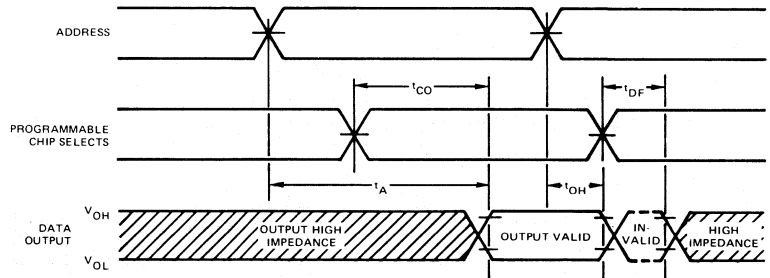 ADDRESS
tCO
tDF
PROGRAMMABLE
CHIP SELECTS
tA
tOH
VOH
DATA
OUTPUT
VOL
OUTPUT HIGH
IMPEDANCE
OUTPUT VALID
IN-
VALID
HIGH
IMPEDANCE